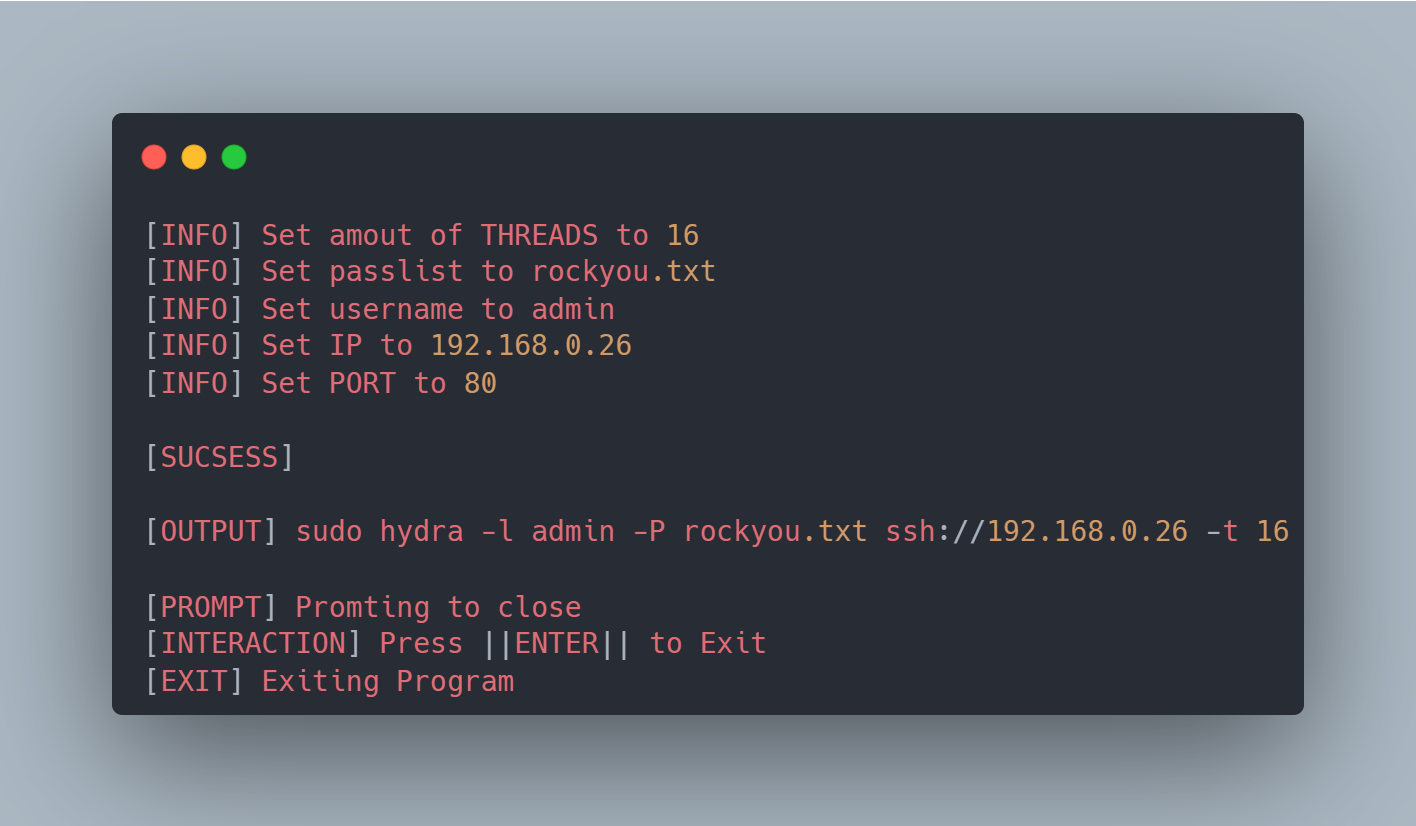 [INFO] Set amout of THREADS to 16
[INFO] Set passlist to rockyou.txt
[INFO] Set username to admin
[INFO] Set IP to 192.168.0.26
[INFO] Set PORT to 80
[SUCSESS]
[OUTPUT] sudo hydra -l admin -P rockyou.txt ssh://192.168.0.26 -t 16
[PROMPT] Promting to close
[INTERACTION] Press ||ENTER|| to Exit
[EXIT] Exiting Program